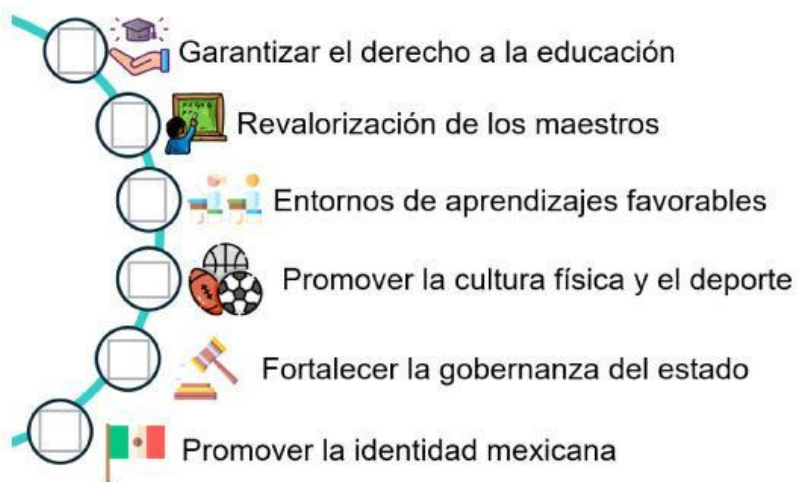 Garantizar el derecho a la educación
Revalorización de los maestros
Entornos de aprendizajes favorables
Promover la cultura física y el deporte
Fortalecer la gobernanza del estado
Promover la identidad mexicana